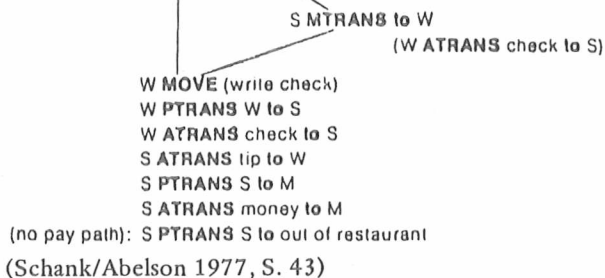 S MTRANS to W
(W ATRANS check to S)
W MOVE (write check)
W PTRANS W to S
W ATRANS check to S
S ATRANS tip to W
S PTRANS S to M
S ATRANS money to M
(no pay path): S PTRANS S to out of restaurant
(Schank/Abelson 1977, S. 43)